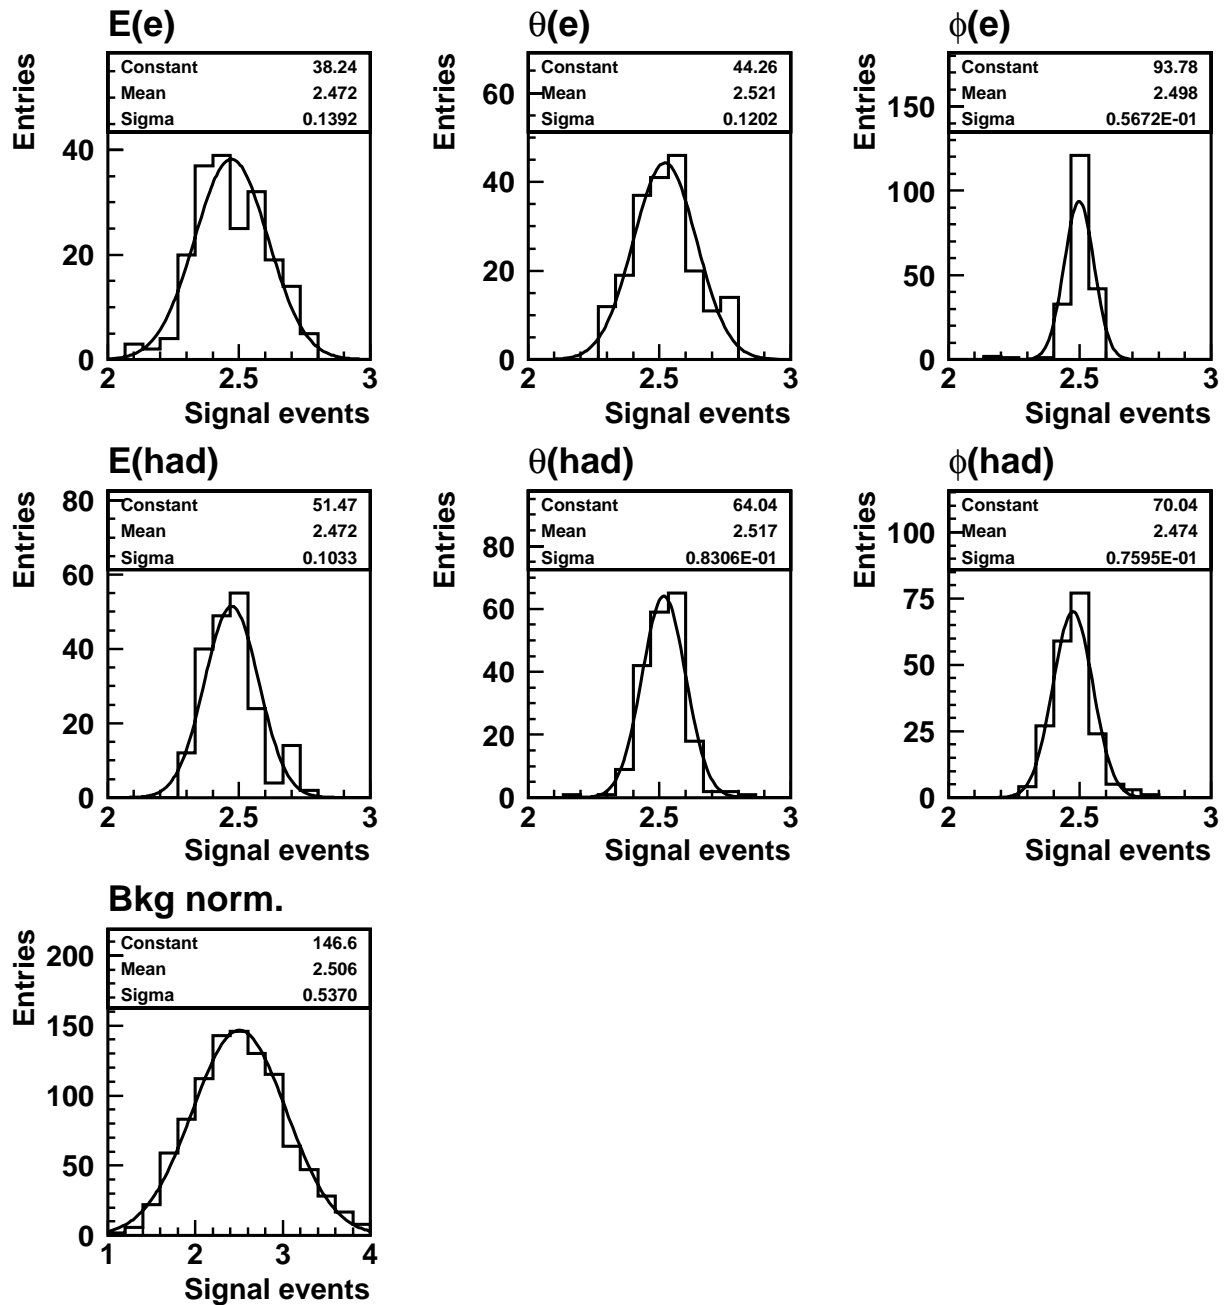 E(e)
Constant 38.24
Mean 2.472
Sigma 0.1392
Entries
40
20
0
2 2.5 3
Signal events
θ(e)
Constant 44.26
Mean 2.521
Sigma 0.1202
Entries
60
40
20
0
2 2.5 3
Signal events
ϕ(e)
Constant 93.78
Mean 2.498
Sigma 0.5672E-01
Entries
150
100
50
0
2 2.5 3
Signal events
E(had)
Constant 51.47
Mean 2.472
Sigma 0.1033
Entries
80
60
40
20
0
2 2.5 3
Signal events
θ(had)
Constant 64.04
Mean 2.517
Sigma 0.8306E-01
Entries
80
60
40
20
0
2 2.5 3
Signal events
ϕ(had)
Constant 70.04
Mean 2.474
Sigma 0.7595E-01
Entries
100
75
50
25
0
2 2.5 3
Signal events
Bkg norm.
Constant 146.6
Mean 2.506
Sigma 0.5370
Entries
200
150
100
50
0
1 2 3 4
Signal events